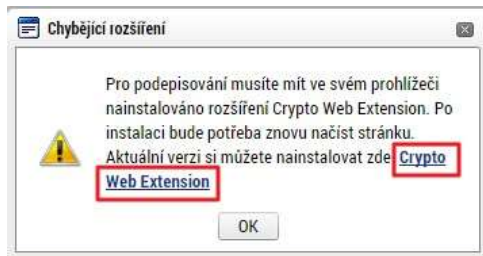 Chybějící rozšíření
Pro podepisování musíte mít ve svém prohlížeči
nainstalováno rozšíření Crypto Web Extension. Po
instalaci bude potřeba znovu načíst stránku.
Aktuální verzi si můžete nainstalovat zde Crypto
Web Extension
OK